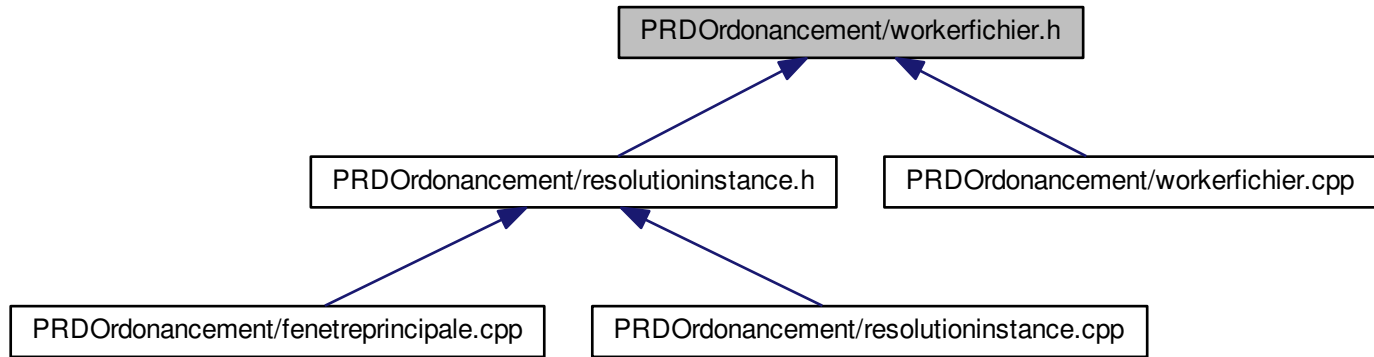 PRDOrdonancement/workerfichier.h
PRDOrdonancement/resolutioninstance.h
PRDOrdonancement/workerfichier.cpp
PRDOrdonancement/fenetreprincipale.cpp
PRDOrdonancement/resolutioninstance.cpp